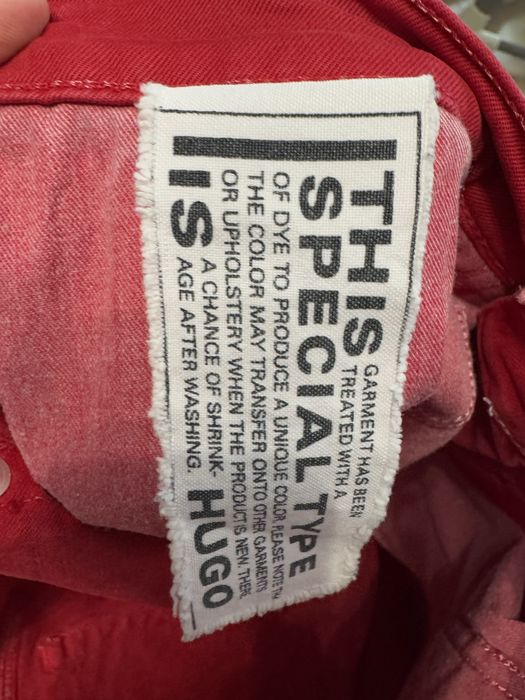 THIS GARMENT HAS BEEN
TREATED WITH A
SPECIAL TYPE
OF DYE TO PRODUCE A UNIQUE COLOR. PLEASE NOTE
THE COLOR MAY TRANSFER ONTO OTHER GARMENTS
OR UPHOLSTERY WHEN THE PRODUCT IS NEW. THERE
IS A CHANCE OF SHRINK-
AGE AFTER WASHING. HUGO